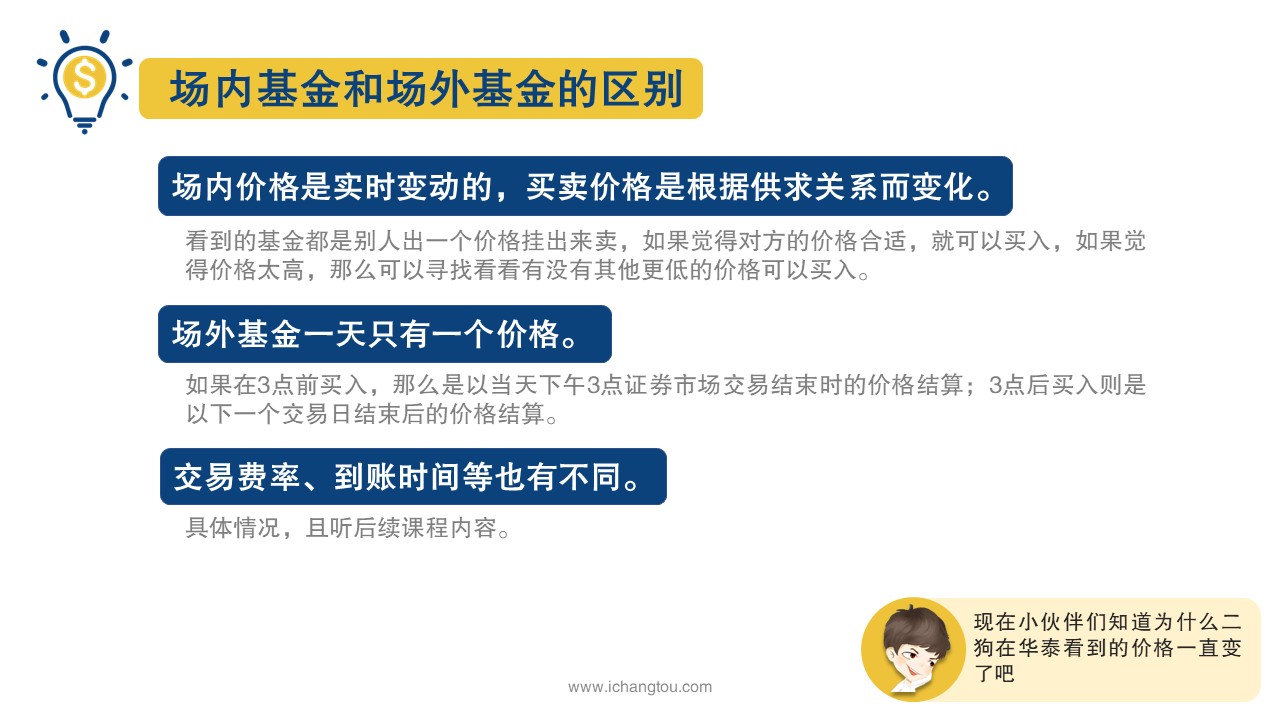 场内基金和场外基金的区别
场内价格是实时变动的，买卖价格是根据供求关系而变化。
看到的基金都是别人出一个价格挂出来卖，如果觉得对方的价格合适，就可以买入，如果觉
得价格太高，那么可以寻找看看有没有其他更低的价格可以买入。
场外基金一天只有一个价格。
如果在3点前买入，那么是以当天下午3点证券市场交易结束时的价格结算；3点后买入则是
以下一个交易日结束后的价格结算。
交易费率、到账时间等也有不同。
具体情况，且听后续课程内容。
现在小伙伴们知道为什么二
狗在华泰看到的价格一直变
了吧
www.ichangtou.com